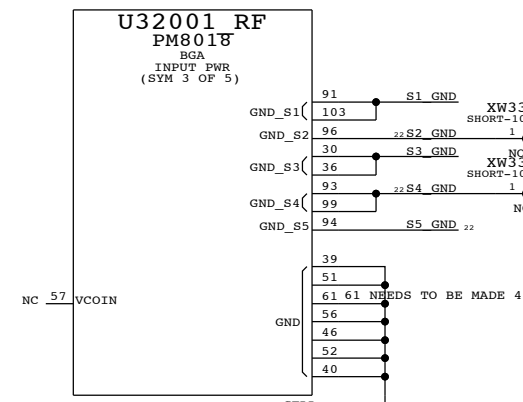 U32001_RF
PM8018
BGA
INPUT PWR
(SYM 3 OF 5)
GND_S1 91 S1_GND
103
GND_S2 96 22 S2_GND 1
GND_S3 30 S3_GND
36
GND_S4 93 22 S4_GND 1
99
GND_S5 94 S5_GND 22
XW33
SHORT-10
XW33
SHORT-10
NC 57 VCOIN
GND
39
51
61 61 NEEDS TO BE MADE 4
56
46
52
40